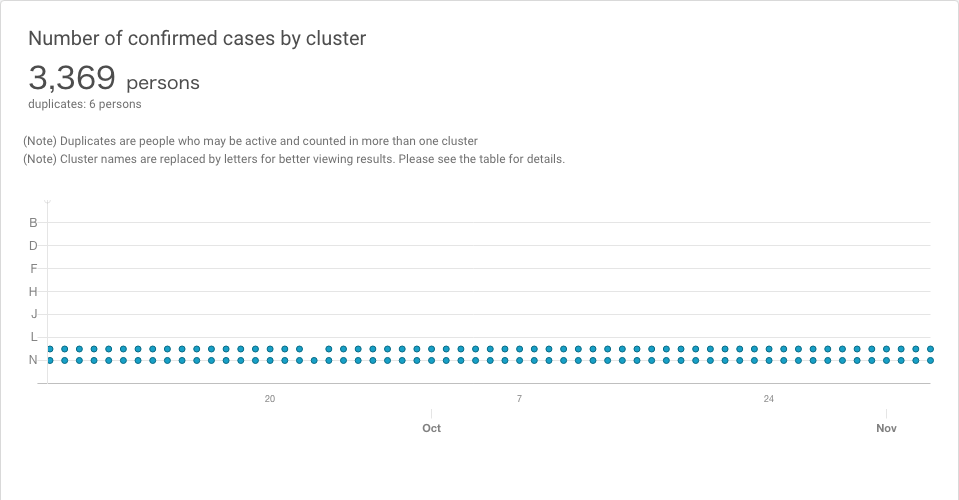 Number of confirmed cases by cluster
3,369 persons
duplicates: 6 persons
(Note) Duplicates are people who may be active and counted in more than one cluster
(Note) Cluster names are replaced by letters for better viewing results. Please see the table for details.
B
D
F
H
J
L
N
20 7 24
Oct Nov